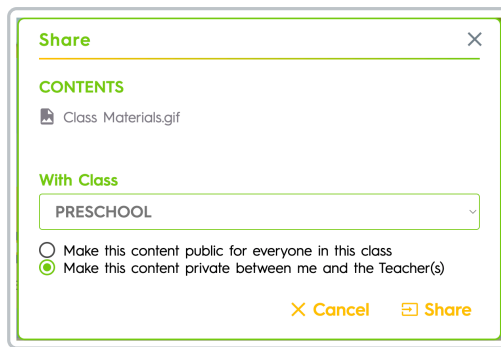 Share
CONTENTS
Class Materials.gif
With Class
PRESCHOOL
Make this content public for everyone in this class
Make this content private between me and the Teacher(s)
Cancel Share